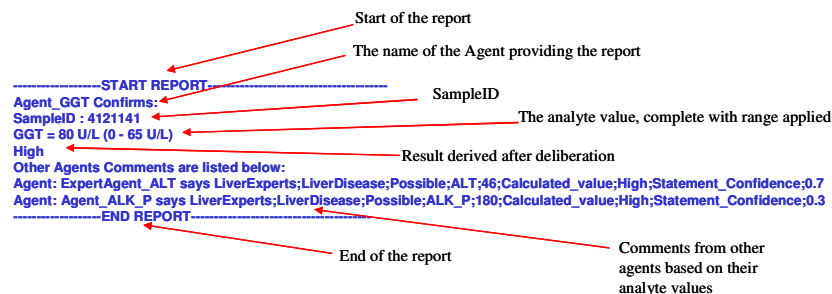 Start of the report
The name of the Agent providing the report
-------------------START REPORT---------------------------------------
Agent_GGT Confirms:
SampleID
SampleID : 4121141
The analyte value, complete with range applied
GGT = 80 U/L (0 - 65 U/L)
High
Result derived after deliberation
Other Agents Comments are listed below:
Agent: ExpertAgent_ALT says LiverExperts;LiverDisease;Possible;ALT;46;Calculated_value;High;Statement_Confidence;0.7
Agent: Agent_ALK_P says LiverExperts;LiverDisease;Possible;ALK_P;180;Calculated_value;High;Statement_Confidence;0.3
-------------------END REPORT---------------------------------------
End of the report
Comments from other
agents based on their
analyte values